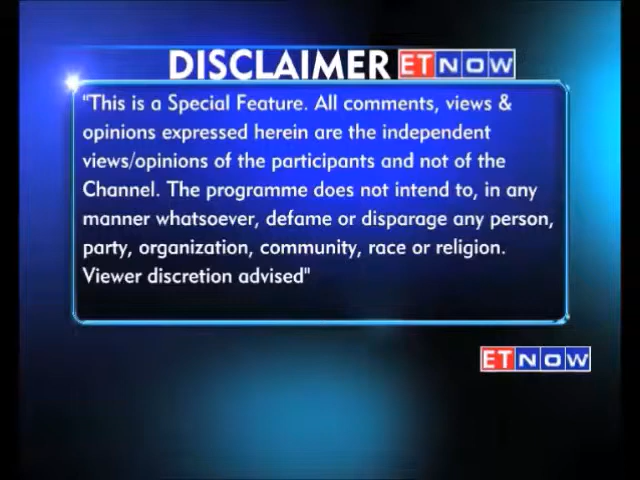 DISCLAIMER ET NOW
"This is a Special Feature. All comments, views &
opinions expressed herein are the independent
views/opinions of the participants and not of the
Channel. The programme does not intend to, in any
manner whatsoever, defame or disparage any person,
party, organization, community, race or religion.
Viewer discretion advised"
ET NOW